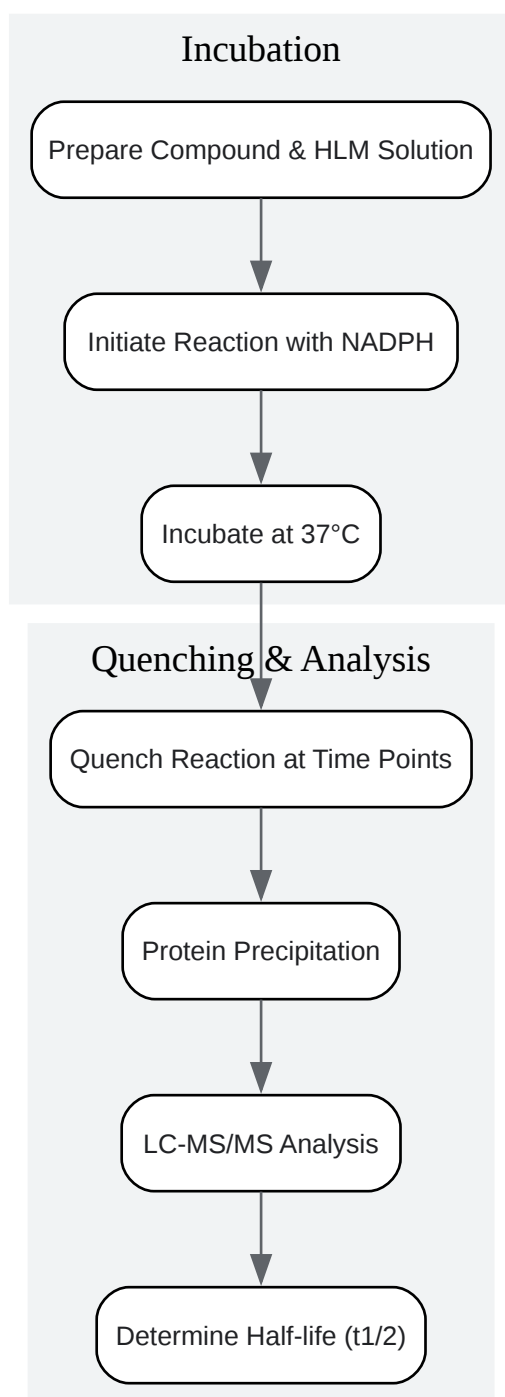 Incubation
Prepare Compound & HLM Solution
Initiate Reaction with NADPH
Incubate at 37°C
Quenching & Analysis
Quench Reaction at Time Points
Protein Precipitation
LC-MS/MS Analysis
Determine Half-life (t1/2)